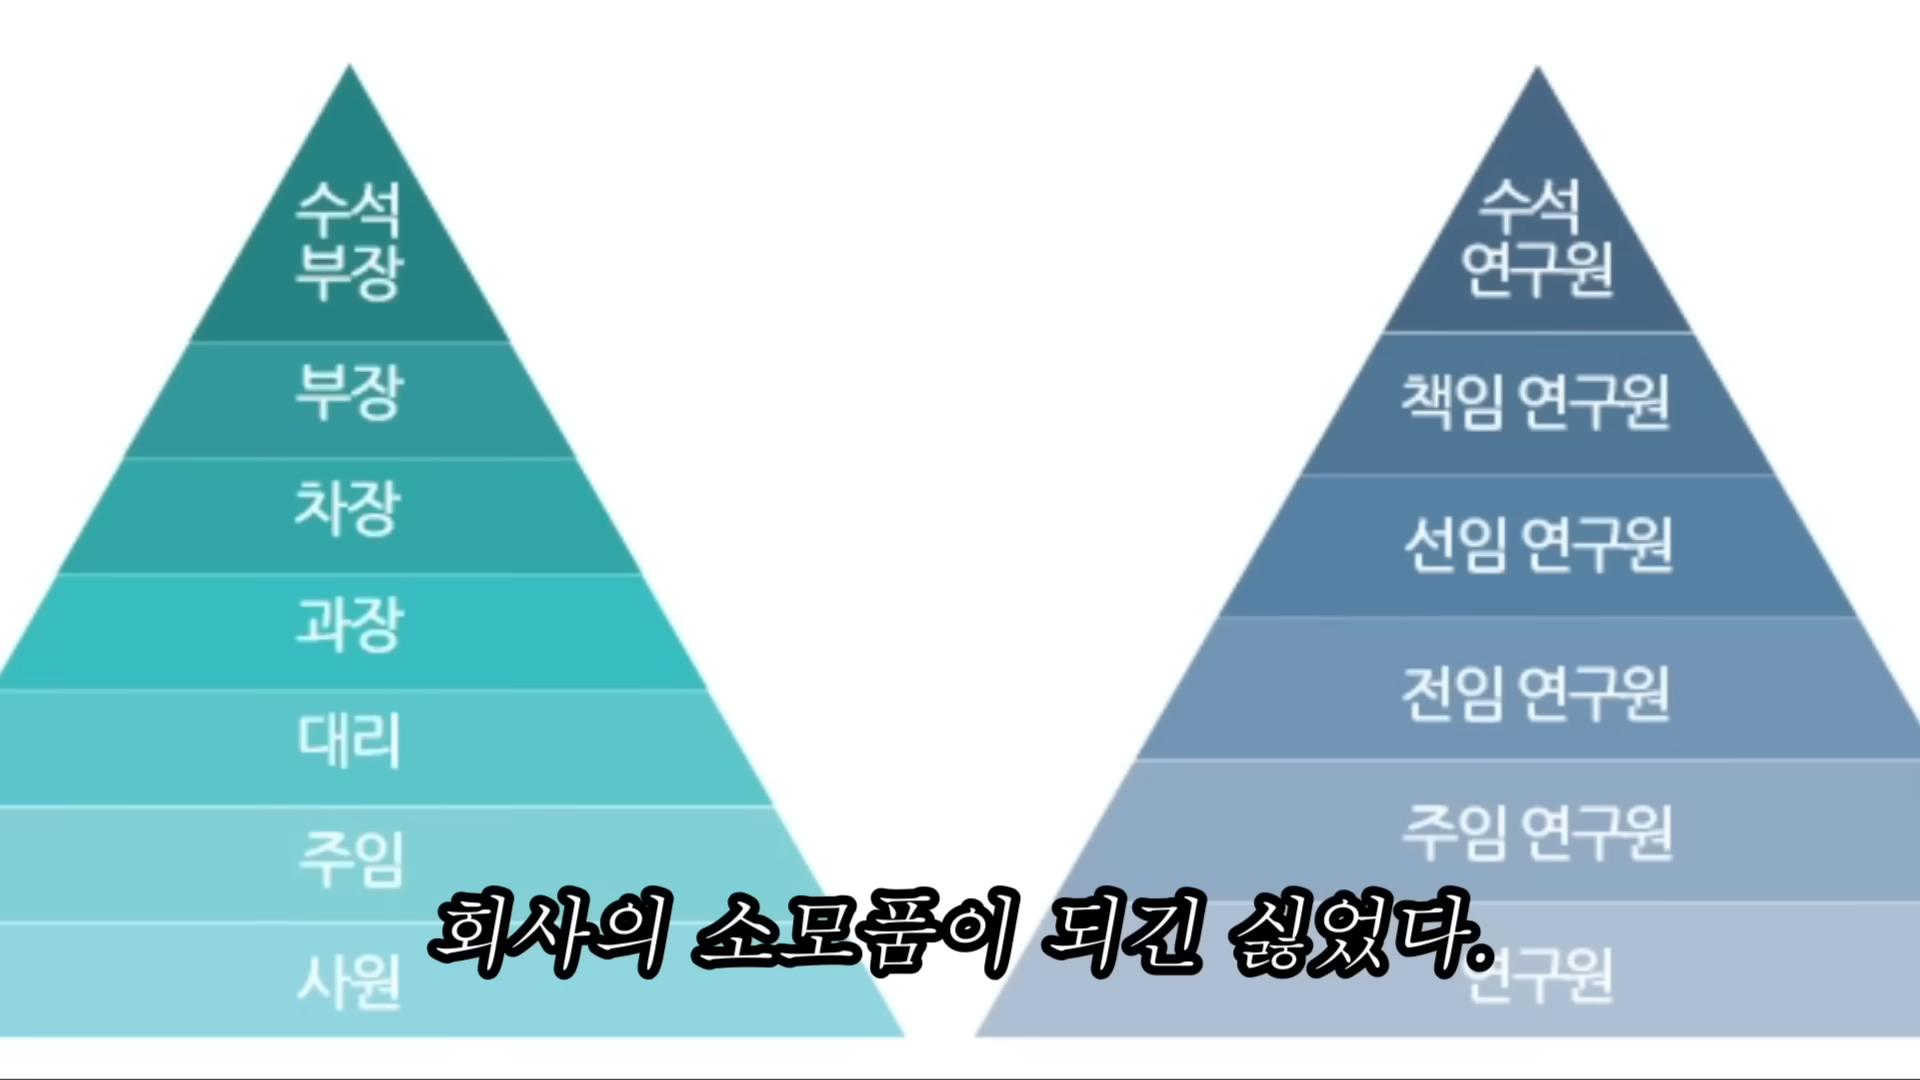 수석
부장
부장
차장
과장
대리
주임
사원
수석
연구원
책임 연구원
선임 연구원
전임 연구원
주임 연구원
연구원
회사의 소모품이 되긴 싫었다.